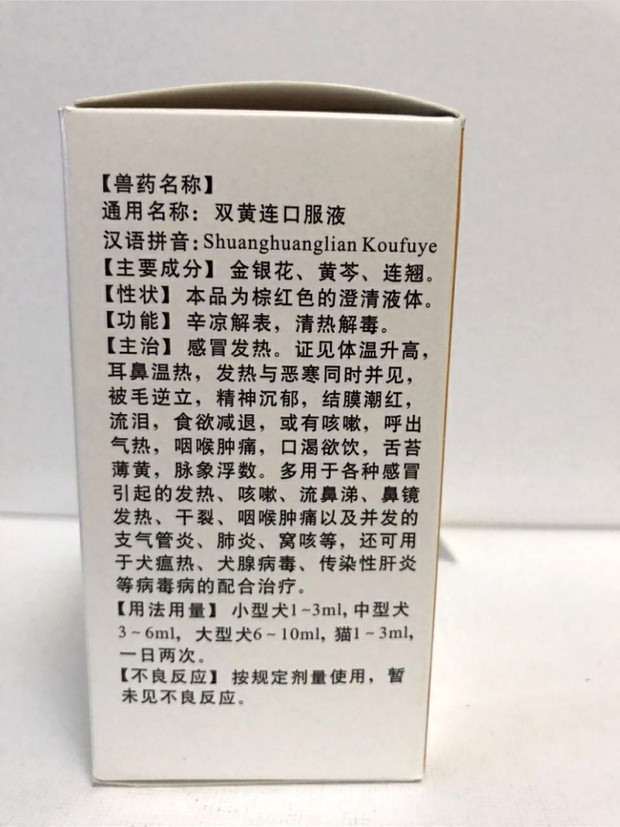 【兽药名称】
通用名称：双黄连口服液
汉语拼音:Shuanghuanglian Koufuye
【主要成分】金银花、黄芩、连翘。
【性状】本品为棕红色的澄清液体。
【功能】辛凉解表，清热解毒。
【主治】感冒发热。证见体温升高，
耳鼻温热，发热与恶寒同时并见，
被毛逆立，精神沉郁，结膜潮红，
流泪，食欲减退，或有咳嗽，呼出
气热，咽喉肿痛，口渴欲饮，舌苔
薄黄，脉象浮数。多用于各种感冒
引起的发热、咳嗽、流鼻涕、鼻镜
发热、干裂、咽喉肿痛以及并发的
支气管炎、肺炎、窝咳等，还可用
于犬瘟热、犬腺病毒、传染性肝炎
等病毒病的配合治疗。
【用法用量】小型犬1~3ml,中型犬
3~6ml, 大型犬6~10ml,猫1~3ml,
一日两次。
【不良反应】按规定剂量使用，暂
未见不良反应。